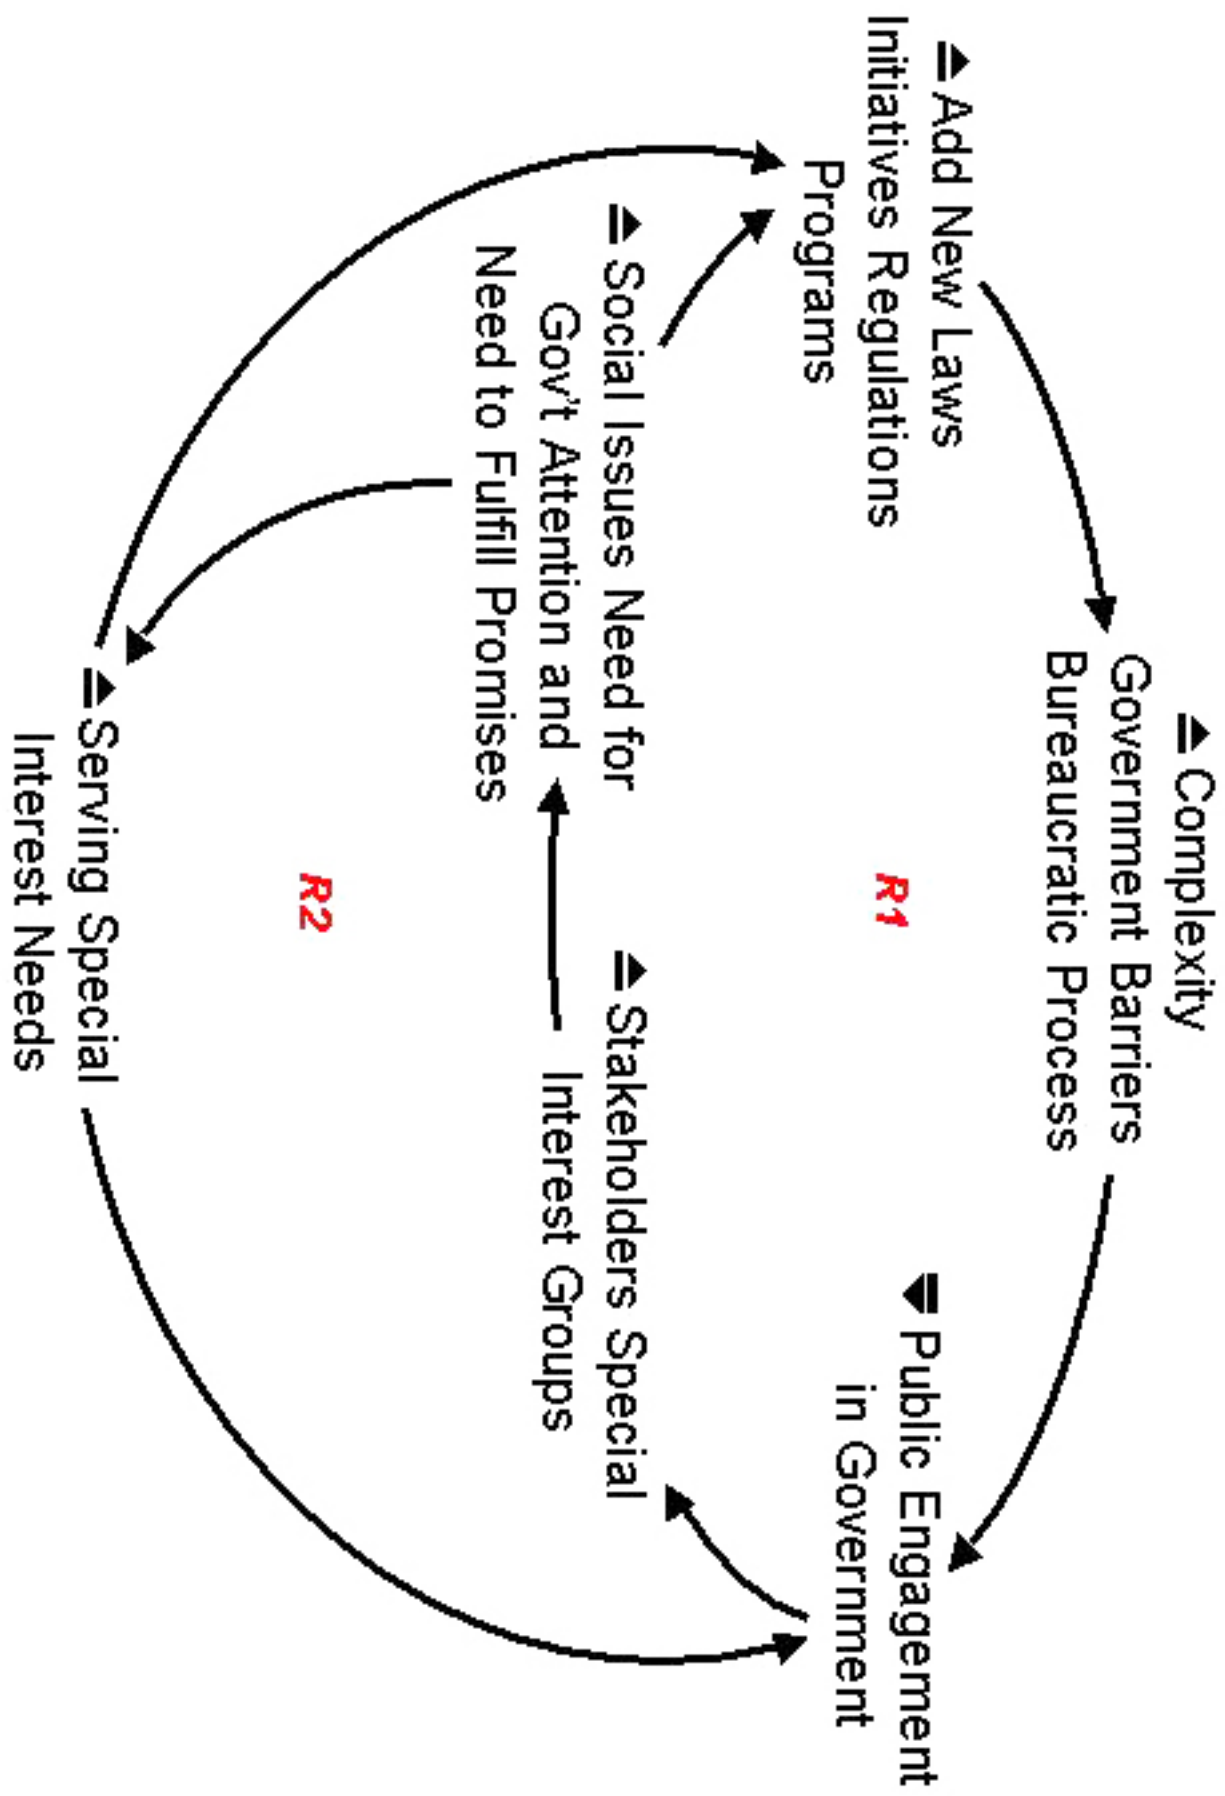 Complexity
Government Barriers
Bureaucratic Process
Add New Laws
Initiatives Regulations
Programs
Public Engagement
in Government
R1
Social Issues Need for
Gov't Attention and
Need to Fulfill Promises
Stakeholders Special
Interest Groups
R2
Serving Special
Interest Needs